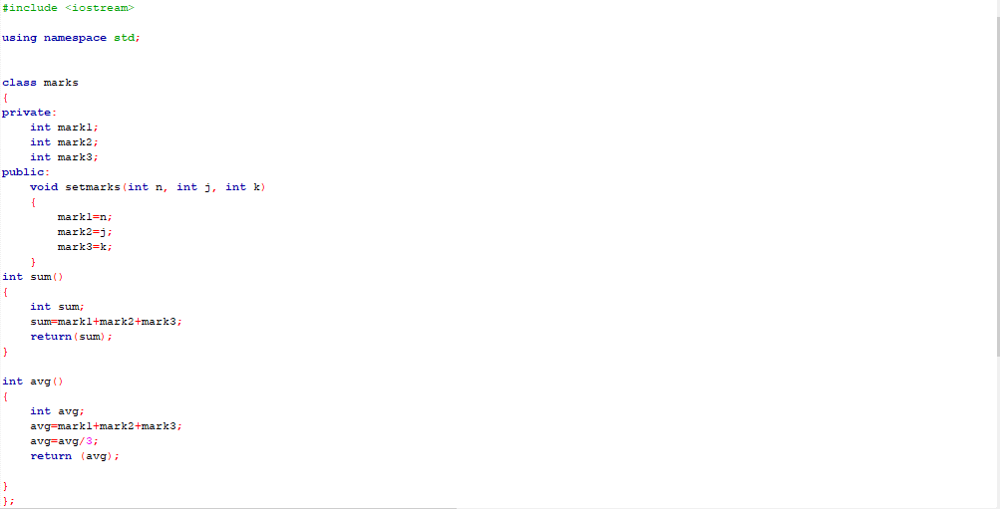 #include <iostream>
using namespace std;
class marks
{
private:
int mark1;
int mark2;
int mark3;
public:
void setmarks(int n, int j, int k)
{
mark1=n;
mark2=j;
mark3=k;
}
int sum()
{
int sum;
sum=mark1+mark2+mark3;
return(sum);
}
int avg()
{
int avg;
avg=mark1+mark2+mark3;
avg=avg/3;
return (avg);
}
};